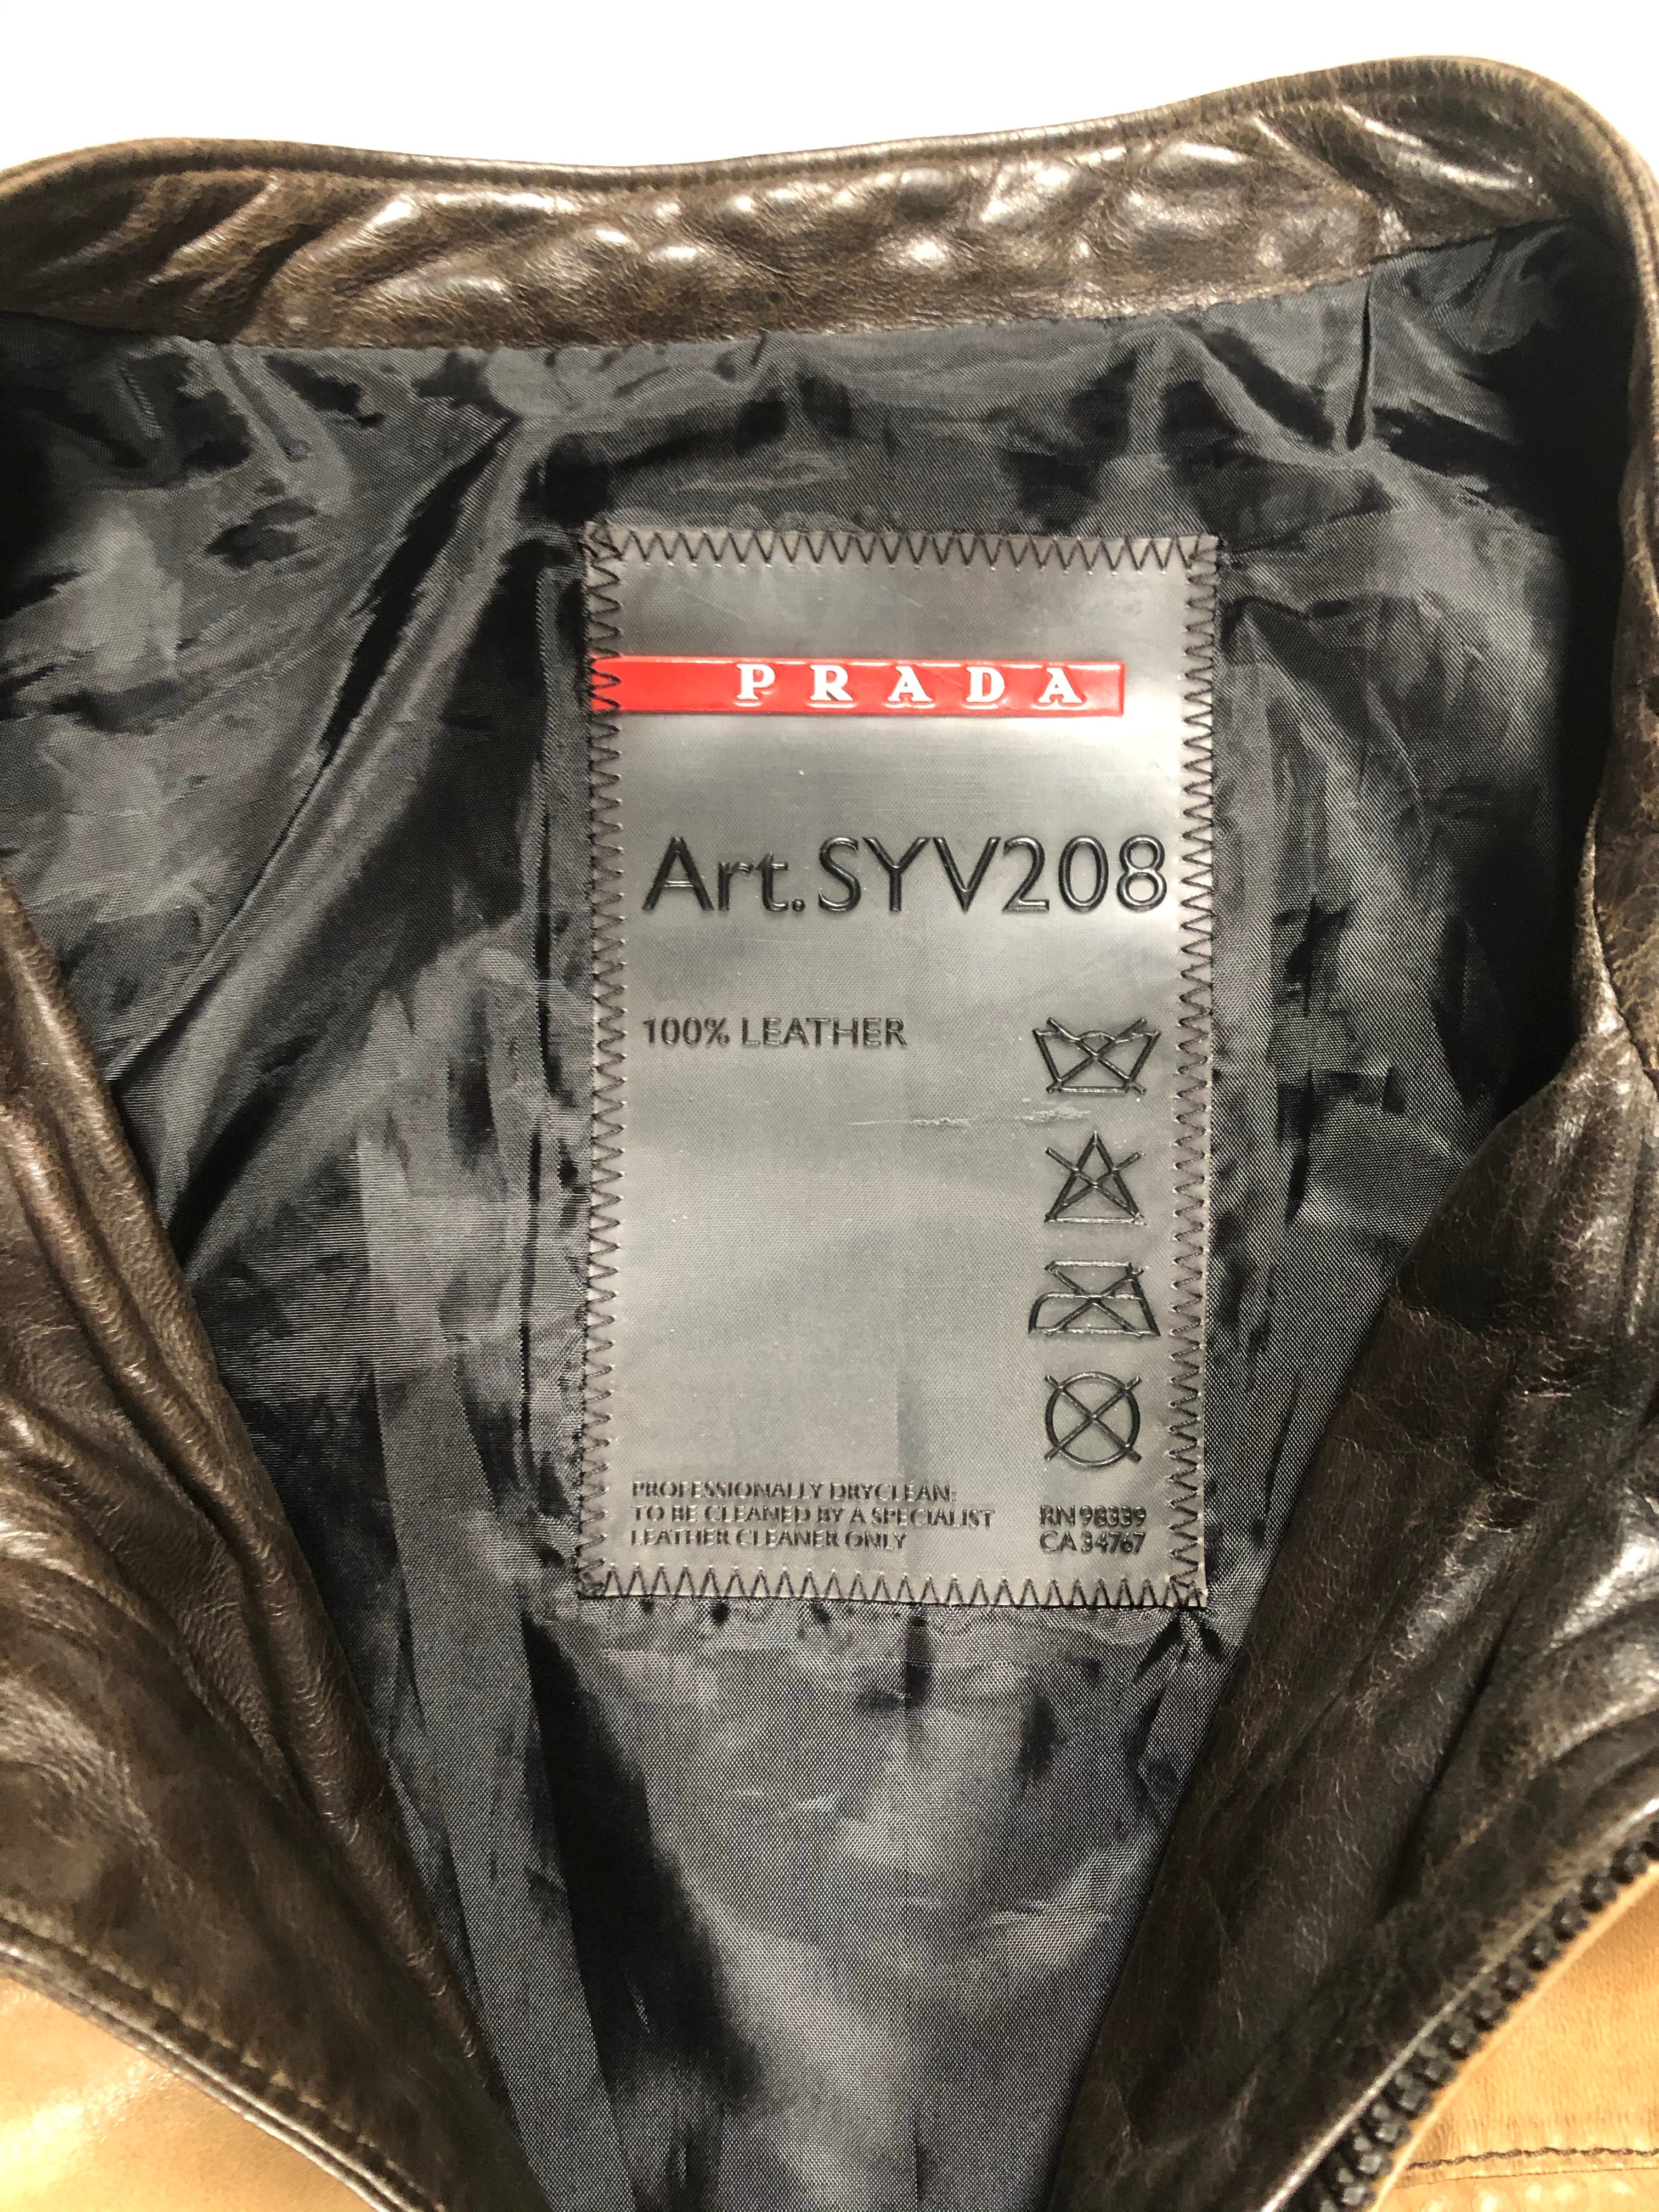 PRADA
Art.SYV208
100% LEATHER
PROFESSIONALLY DRYCLEAN:
TO BE CLEANED BY A SPECIALIST
LEATHER CLEANER ONLY
RN 98339
CA 34767